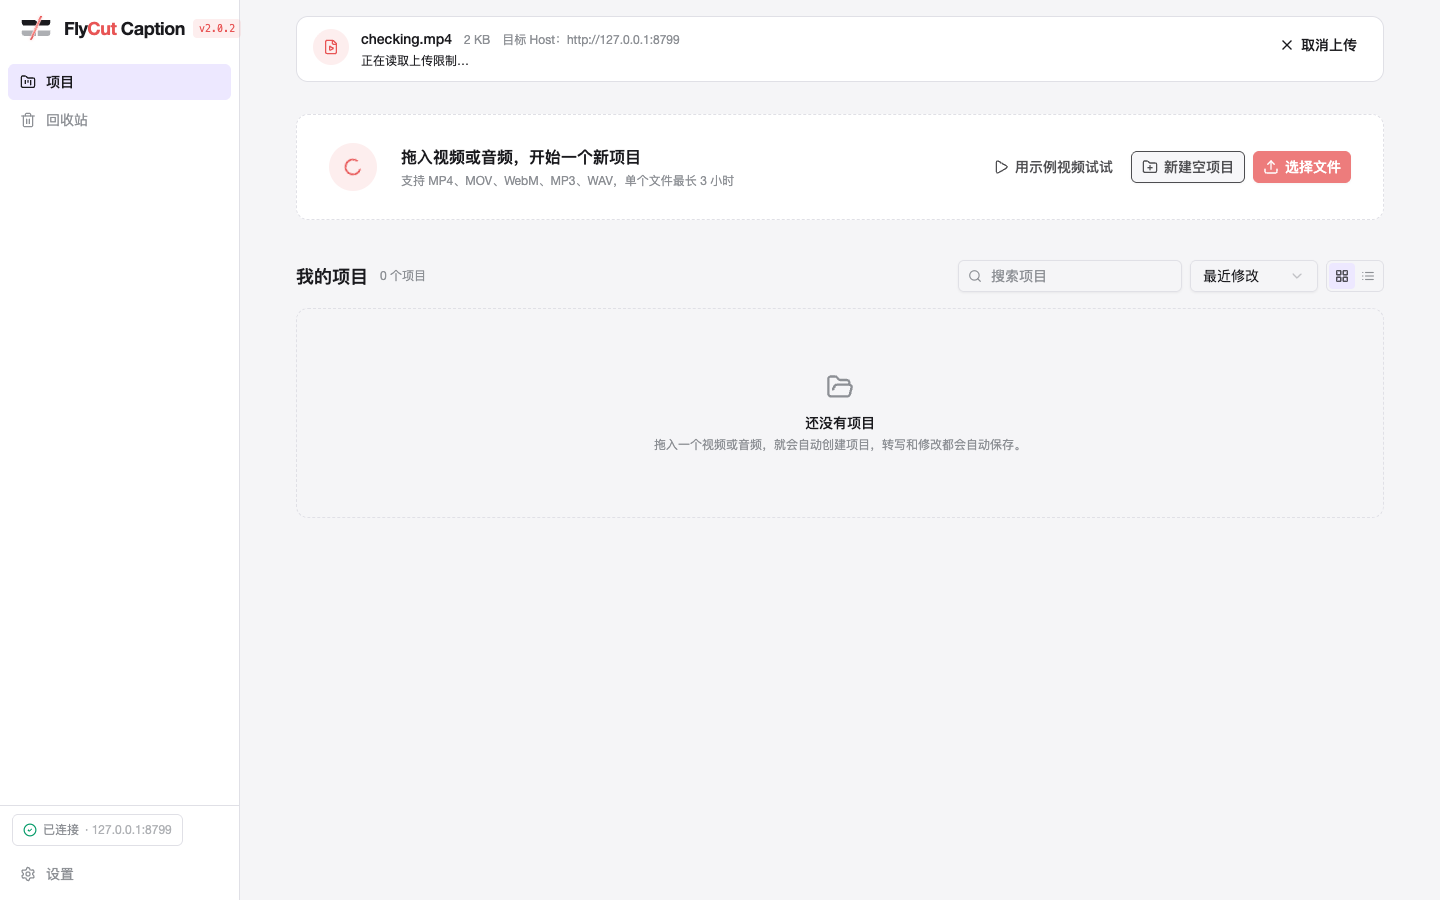 FlyCut Caption v2.0.2
项目
回收站
checking.mp4 2 KB 目标 Host：http://127.0.0.1:8799
正在读取上传限制...
取消上传
拖入视频或音频，开始一个新项目
支持 MP4、MOV、WebM、MP3、WAV，单个文件最长 3 小时
用示例视频试试
新建空项目
选择文件
我的项目 0 个项目
搜索项目
最近修改
还没有项目
拖入一个视频或音频，就会自动创建项目，转写和修改都会自动保存。
已连接 · 127.0.0.1:8799
设置